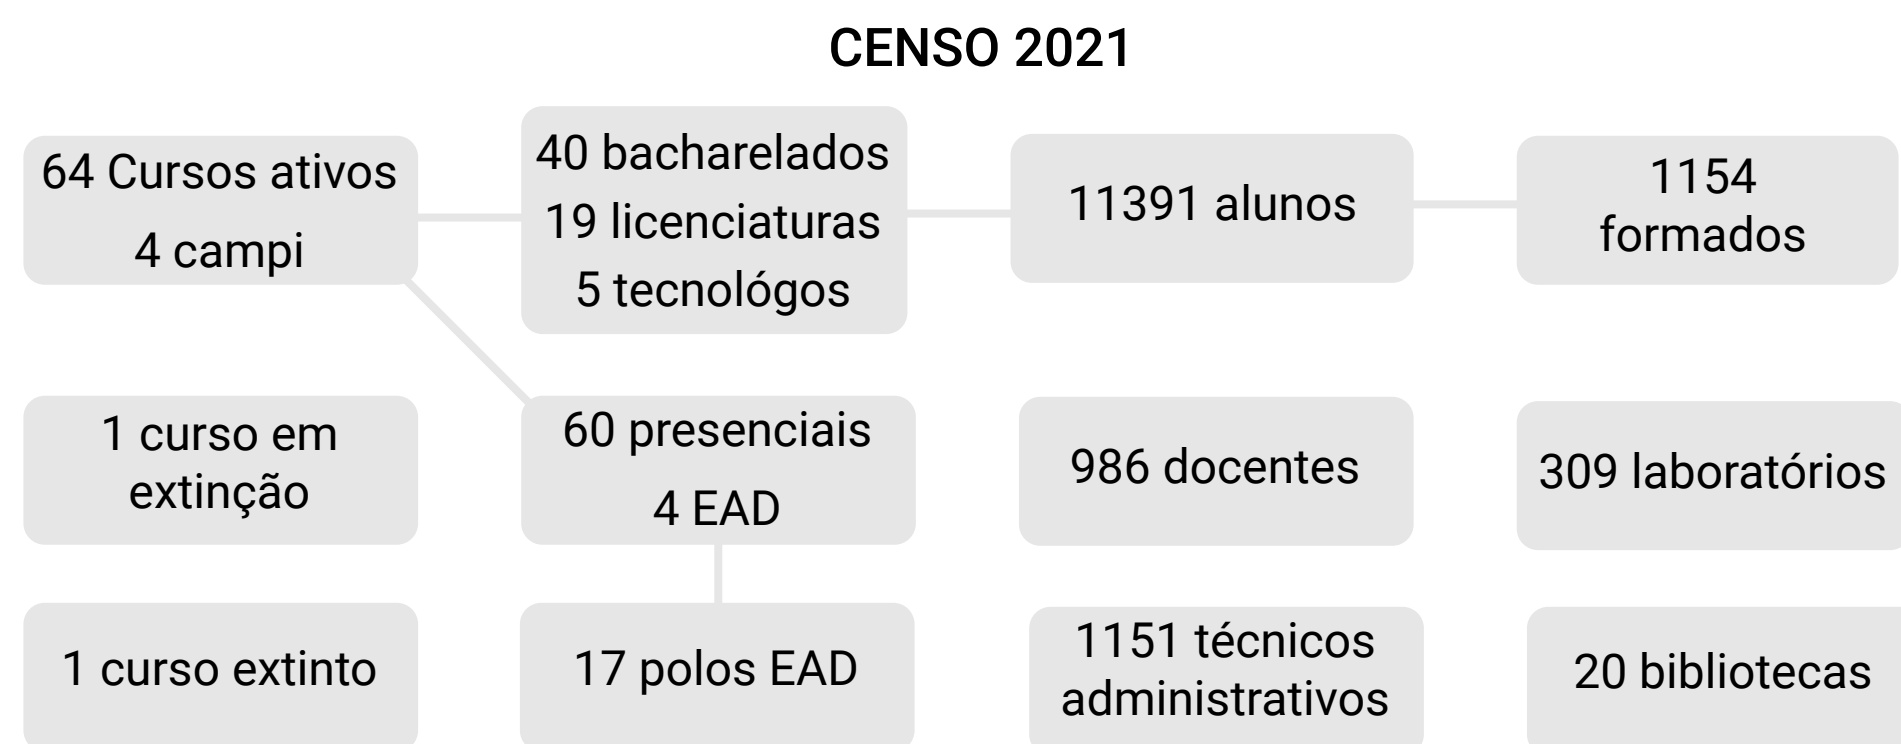 CENSO 2021
64 Cursos ativos
4 campi
40 bacharelados
19 licenciaturas
5 tecnológos
11391 alunos
1154
formados
1 curso em
extinção
60 presenciais
4 EAD
986 docentes
309 laboratórios
1 curso extinto
17 polos EAD
1151 técnicos
administrativos
20 bibliotecas